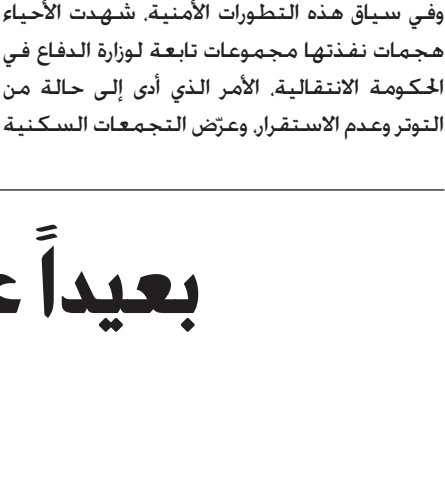 وفي سياق هذه التطورات الأمنية، شهدت الأحياء
هجمات نفذتها مجموعات تابعة لوزارة الدفاع في
الحكومة الانتقالية، الأمر الذي أدى إلى حالة من
التوتر وعدم الاستقرار، وعرّض التجمعات السكنية
بعيداً